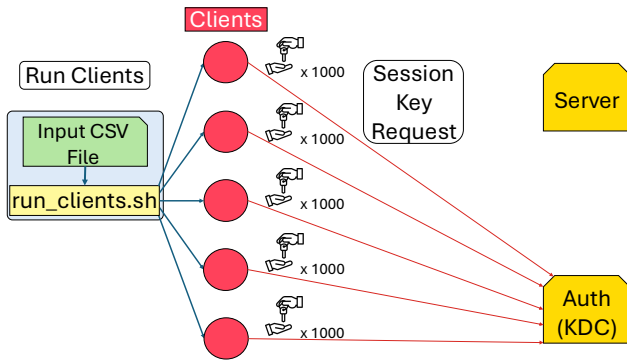 Clients
Run Clients
Input CSV
File
run_clients.sh
x 1000
x 1000
x 1000
x 1000
x 1000
Session
Key
Request
Server
Auth
(KDC)